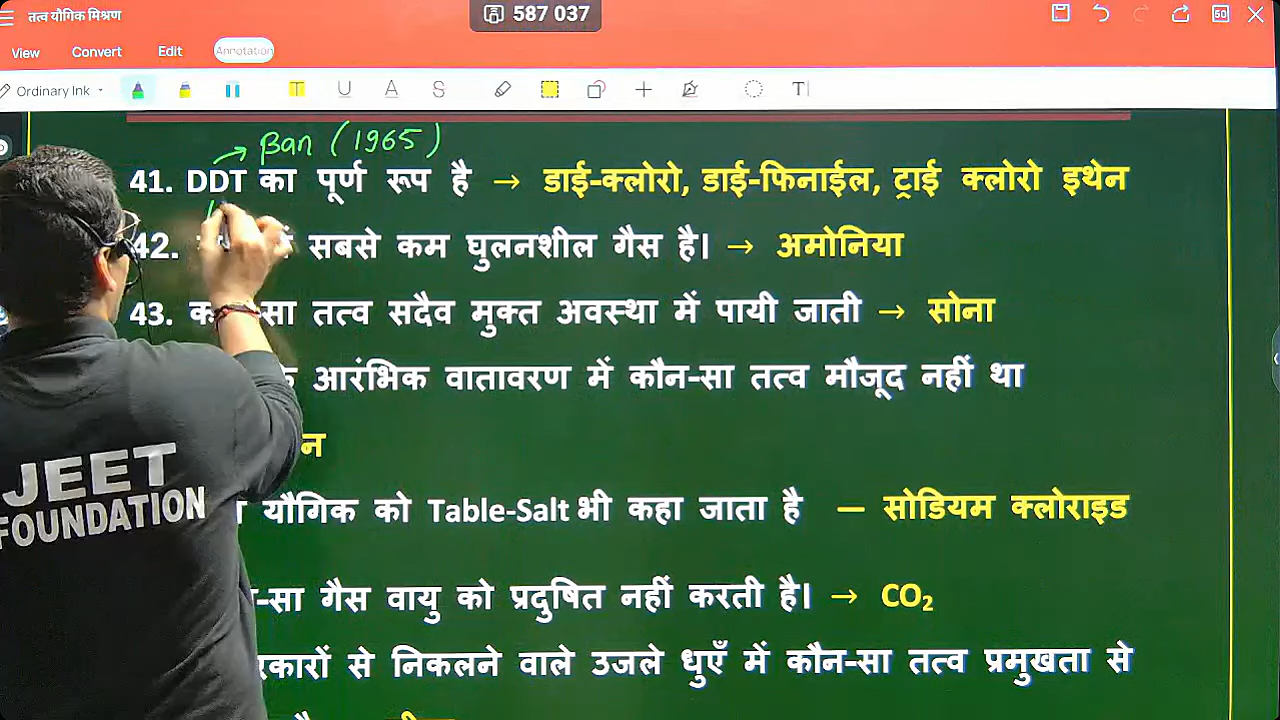 तत्व यौगिक मिश्रण
587 037
50
View Convert Edit Annotation
Ordinary Ink
Ban (1965)
41. DDT का पूर्ण रूप है → डाई-क्लोरो, डाई-फिनाईल, ट्राई क्लोरो इथेन
42. सबसे कम घुलनशील गैस है। → अमोनिया
43. सा तत्व सदैव मुक्त अवस्था में पायी जाती → सोना
आरंभिक वातावरण में कौन-सा तत्व मौजूद नहीं था
न
यौगिक को Table-Salt भी कहा जाता है — सोडियम क्लोराइड
-सा गैस वायु को प्रदुषित नहीं करती है। → CO₂
से निकलने वाले उजले धुएँ में कौन-सा तत्व प्रमुखता से
JEET
FOUNDATION